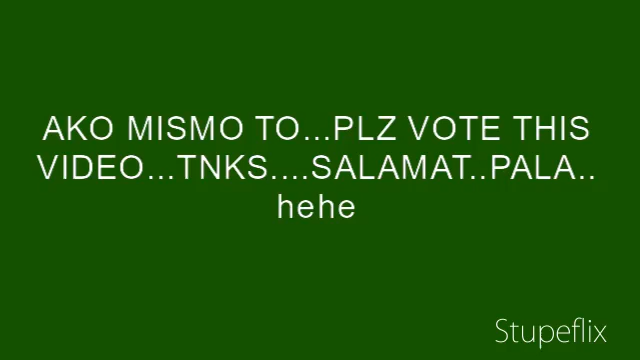 AKO MISMO TO...PLZ VOTE THIS
VIDEO...TNKS....SALAMAT..PALA..
hehe
Stupeflix